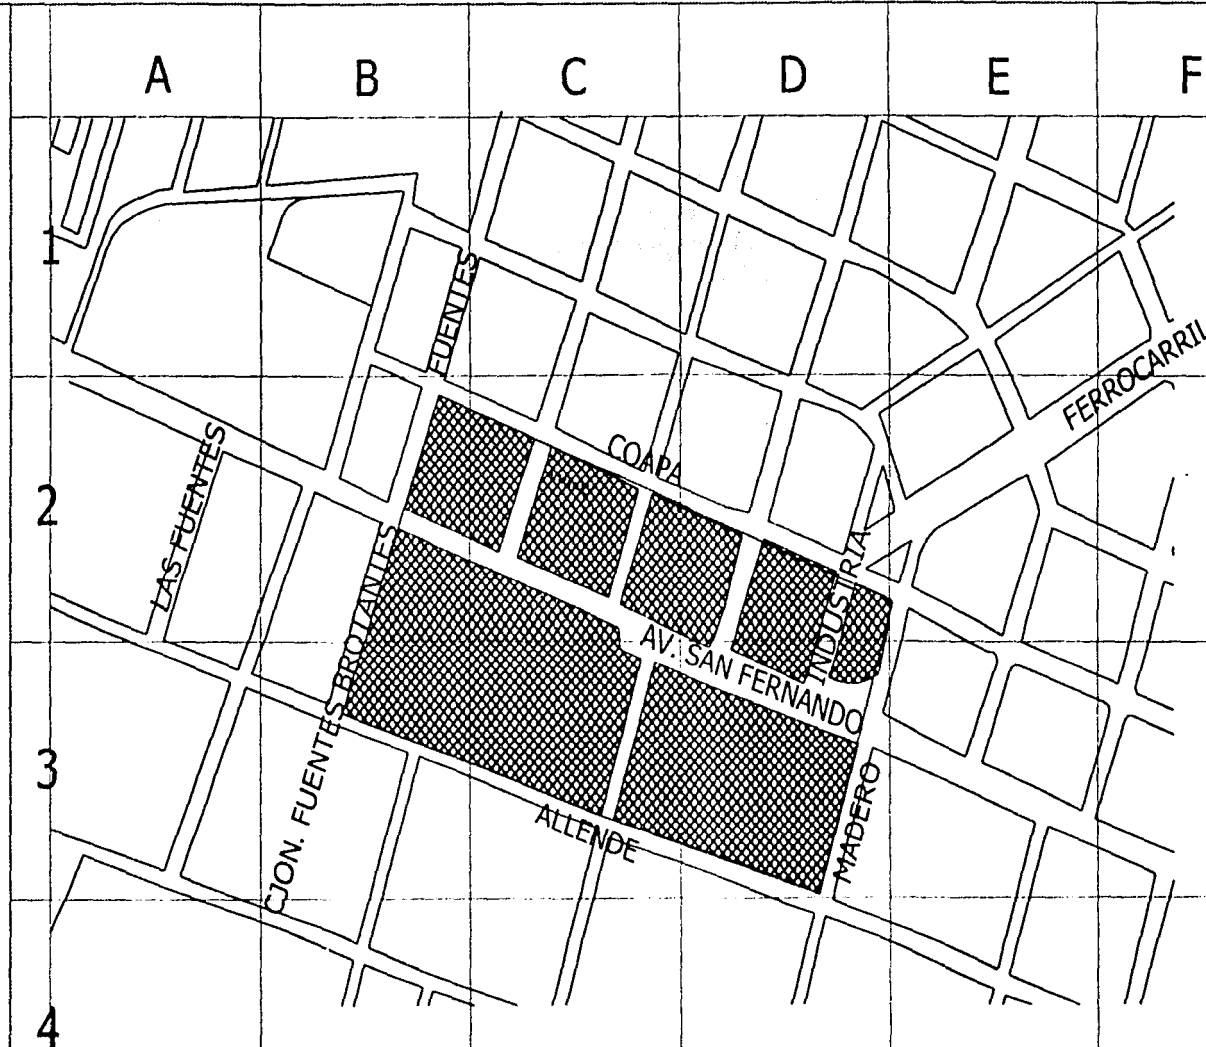 A B C D E F
1
FUENTES
FERROCARRIL
COAPA
LAS FUENTES
2
INDUSTRIA
CJON. FUENTES BROTANTES
AV. SAN FERNANDO
3
MADERO
ALLENDE
4